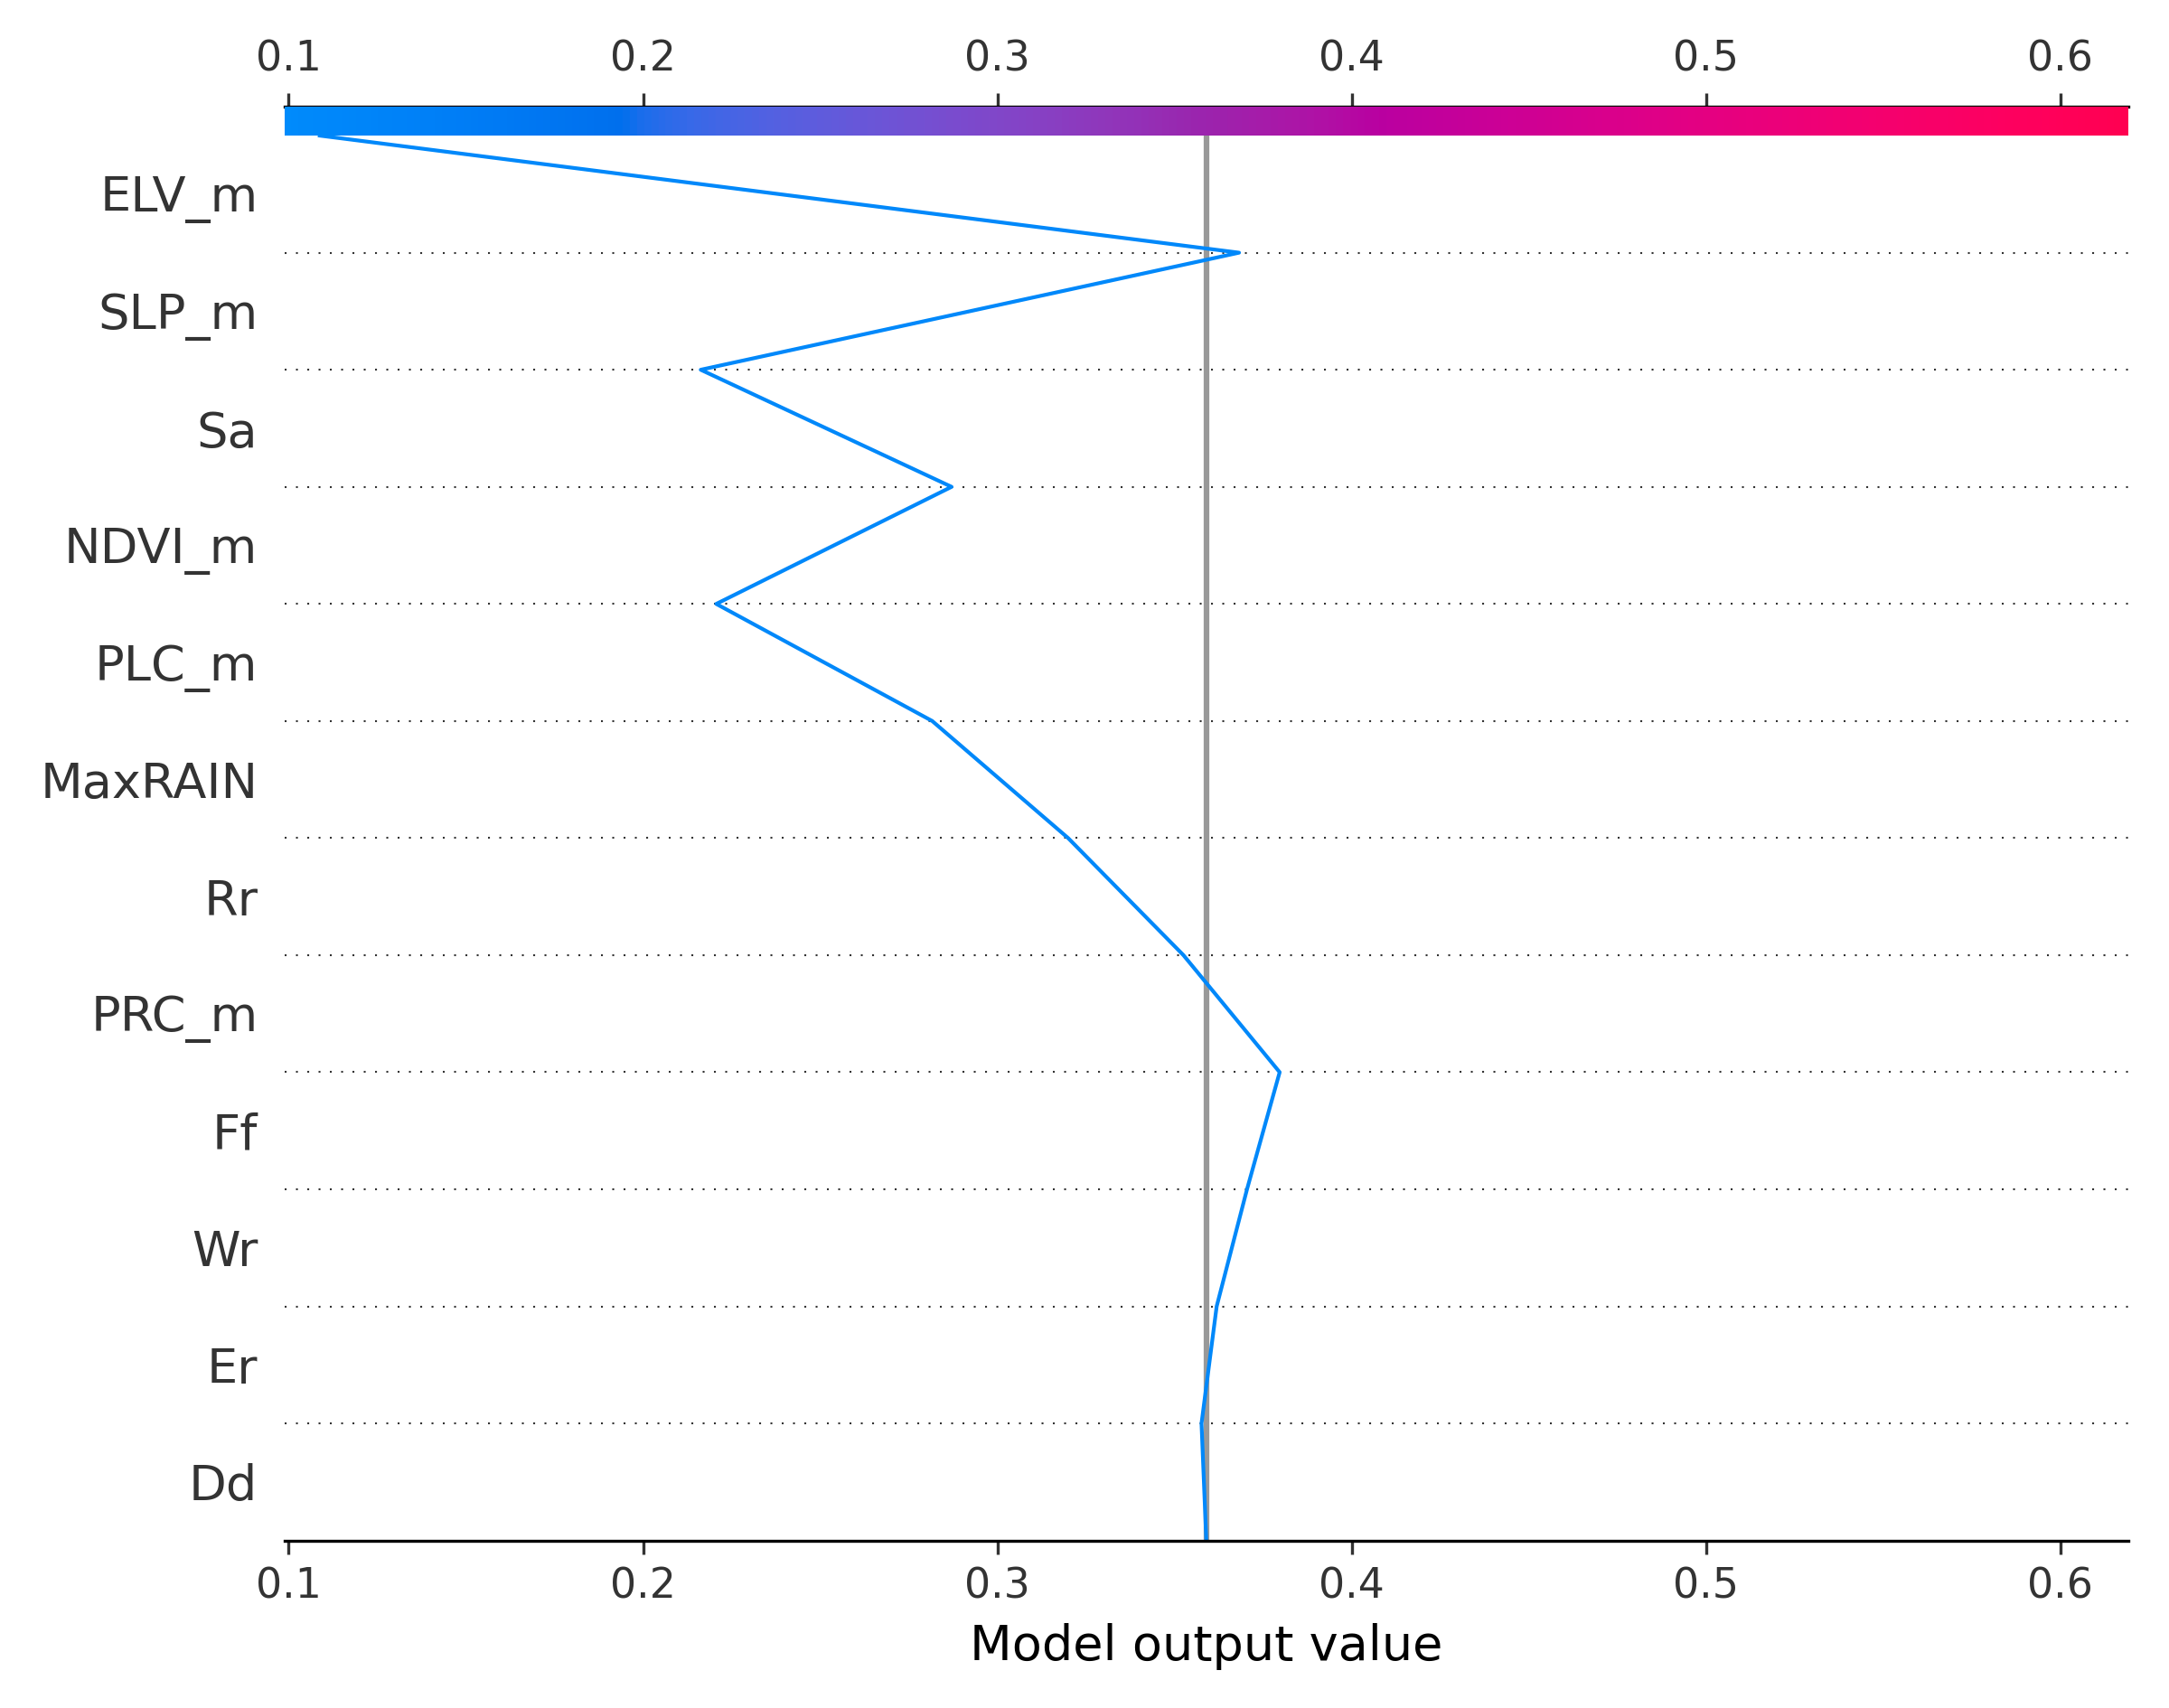 0.1 0.2 0.3 0.4 0.5 0.6
ELV_m
SLP_m
Sa
NDVI_m
PLC_m
MaxRAIN
Rr
PRC_m
Ff
Wr
Er
Dd
0.1 0.2 0.3 0.4 0.5 0.6
Model output value